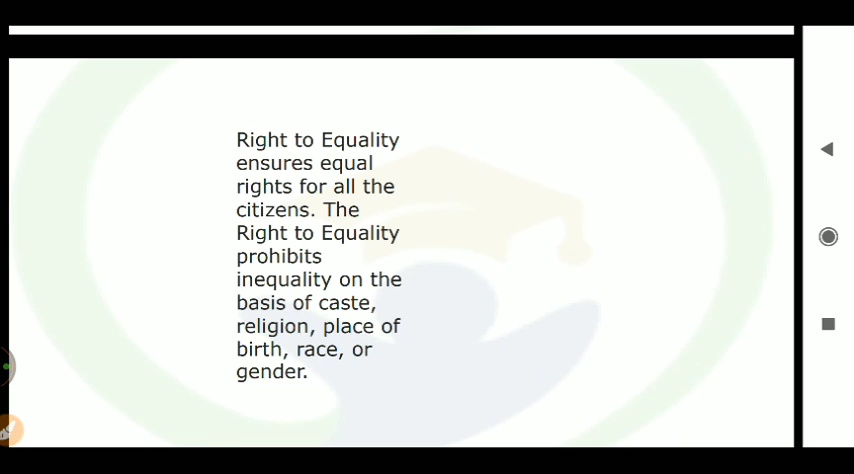 Right to Equality
ensures equal
rights for all the
citizens. The
Right to Equality
prohibits
inequality on the
basis of caste,
religion, place of
birth, race, or
gender.